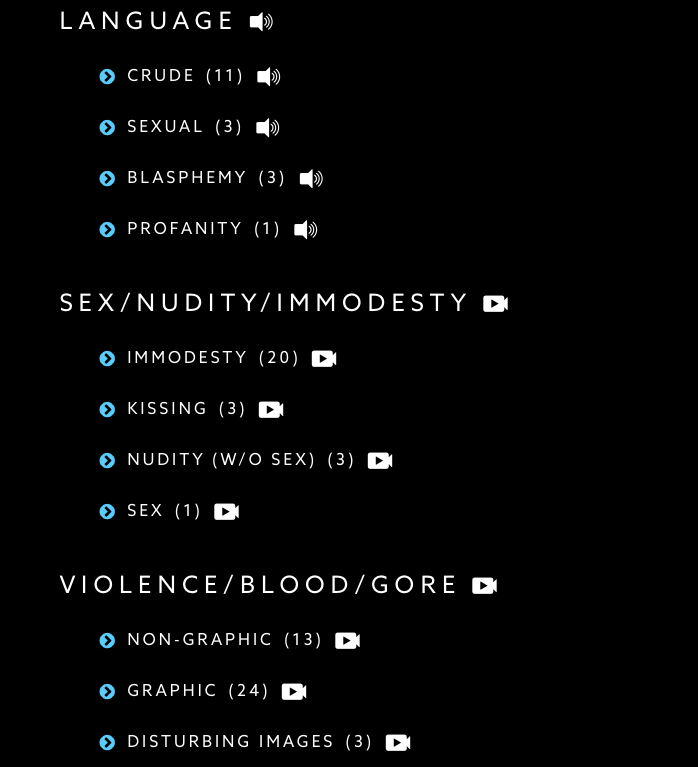 LANGUAGE
CRUDE (11)
SEXUAL (3)
BLASPHEMY (3)
PROFANITY (1)
SEX/NUDITY/IMMODESTY
IMMODESTY (20)
KISSING (3)
NUDITY (W/O SEX) (3)
SEX (1)
VIOLENCE/BLOOD/GORE
NON-GRAPHIC (13)
GRAPHIC (24)
DISTURBING IMAGES (3)